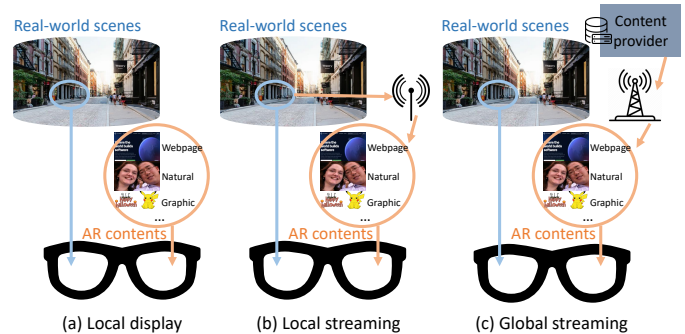 Real-world scenes
Webpage
Natural
Graphic
...
AR contents
(a) Local display
Real-world scenes
Webpage
Natural
Graphic
...
AR contents
(b) Local streaming
Real-world scenes
Content
provider
Webpage
Natural
Graphic
...
AR contents
(c) Global streaming